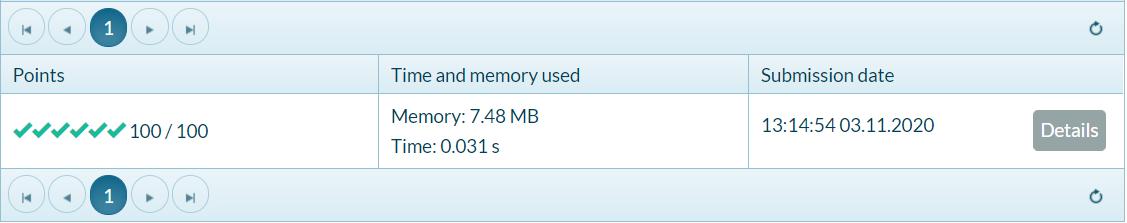 1
Points
Time and memory used
Submission date
100 / 100
Memory: 7.48 MB
Time: 0.031 s
13:14:54 03.11.2020
Details
1